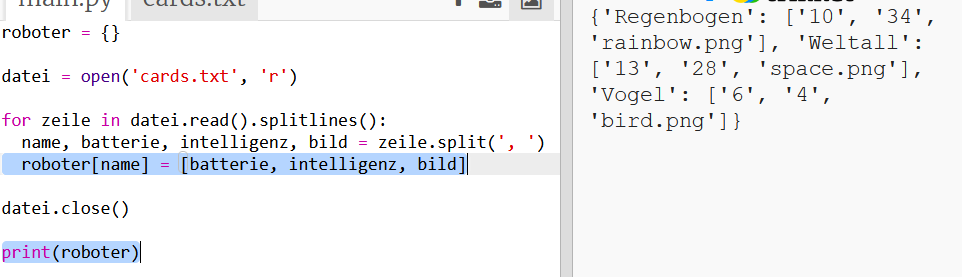 main.py cards.txt
roboter = {}
datei = open('cards.txt', 'r')
for zeile in datei.read().splitlines():
  name, batterie, intelligenz, bild = zeile.split(', ')
  roboter[name] = [batterie, intelligenz, bild]
datei.close()
print(roboter)
{'Regenbogen': ['10', '34',
'rainbow.png'], 'Weltall':
['13', '28', 'space.png'],
'Vogel': ['6', '4',
'bird.png']}